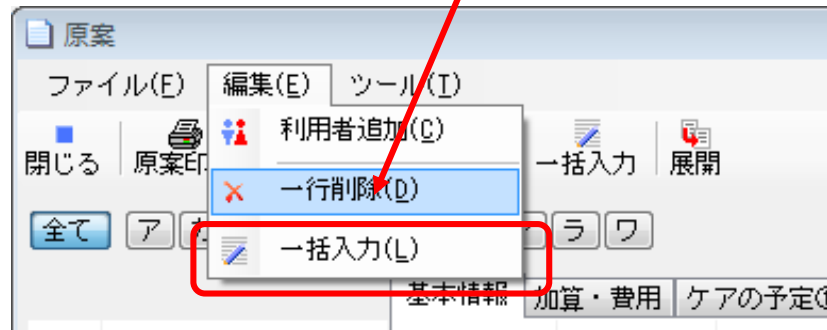 原案
ファイル(F) 編集(E) ツール(T)
利用者追加(C)
閉じる 原案印 一括入力 展開
一行削除(D)
全て ア ラ ワ
一括入力(L)
基本情報 加算・費用 ケアの予定①